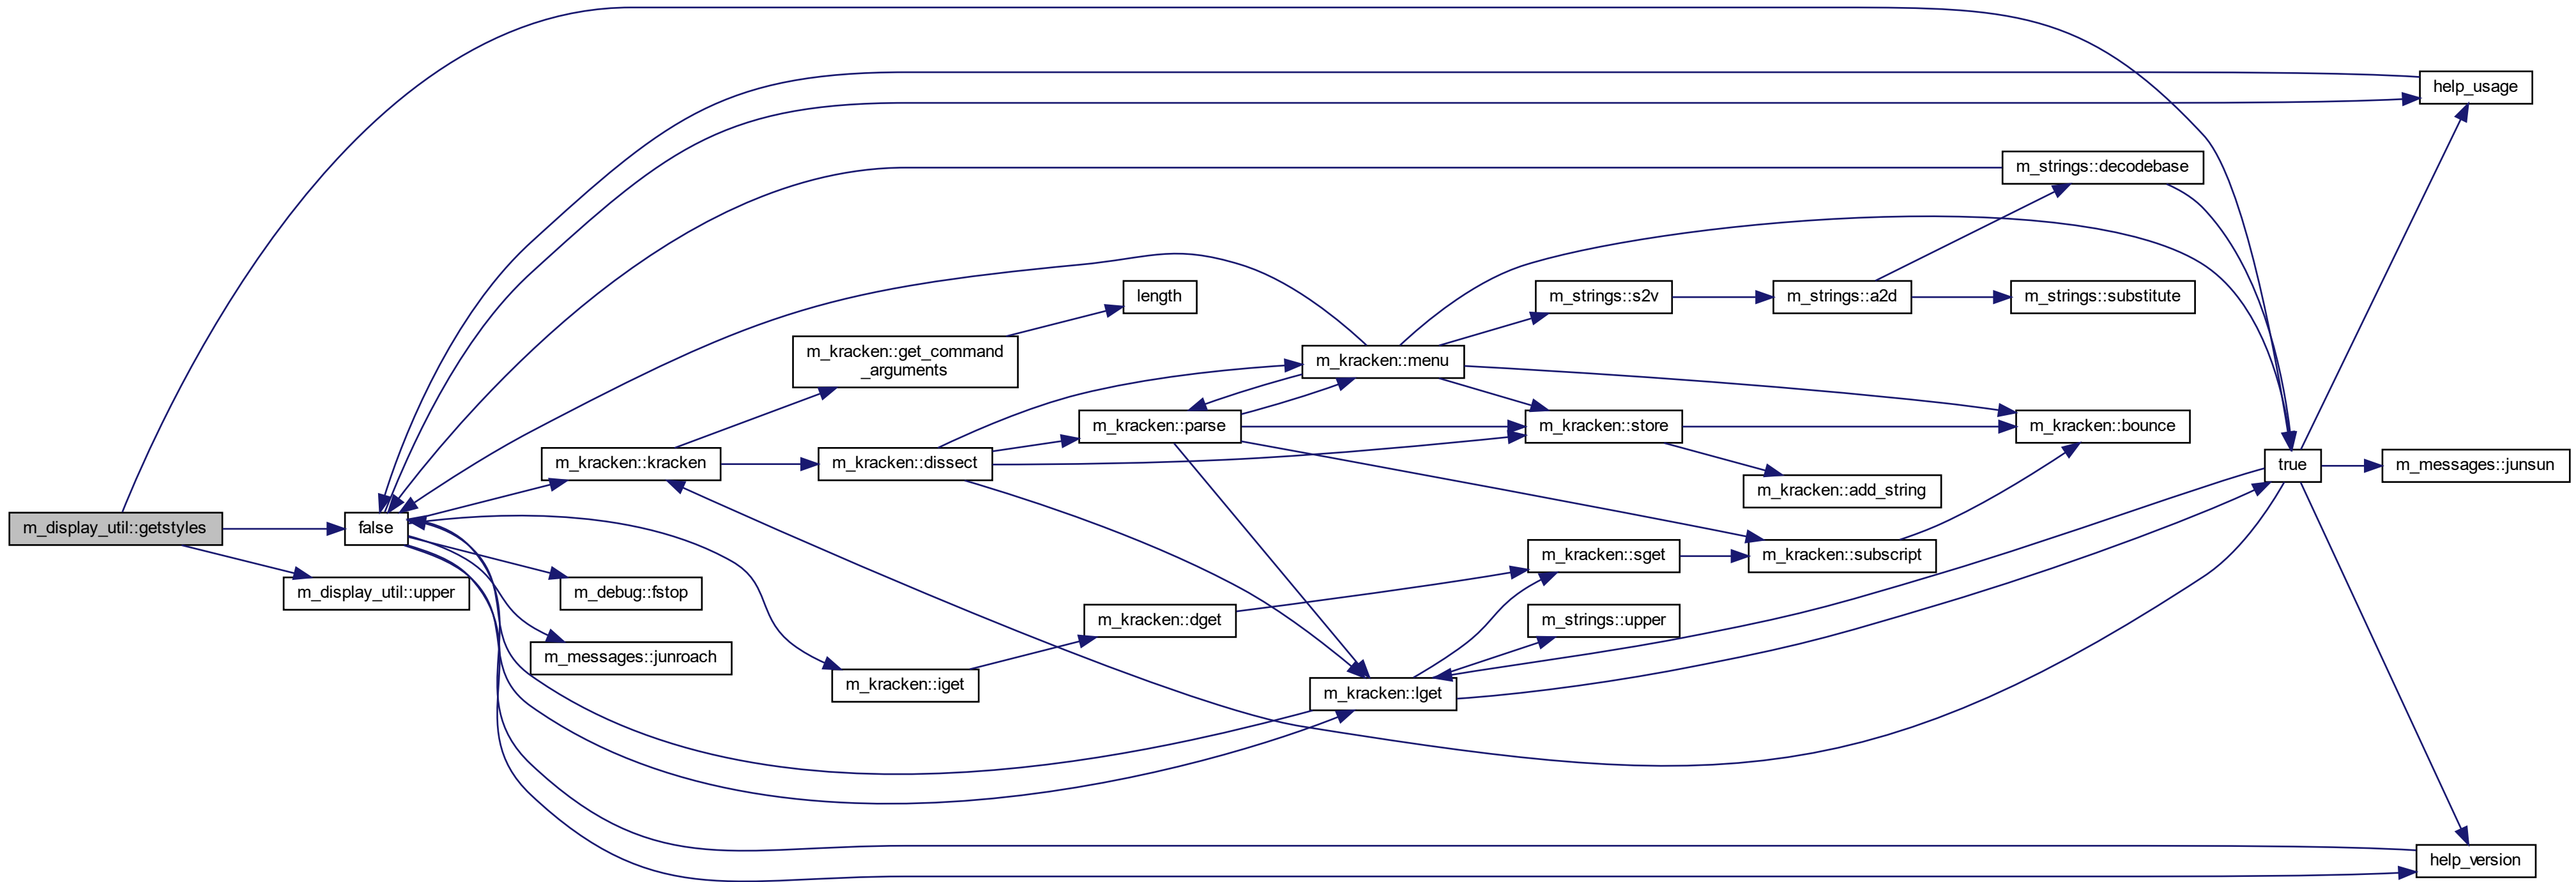 help_usage
m_strings::decodebase
length
m_strings::s2v
m_strings::a2d
m_strings::substitute
m_kracken::get_command
_arguments
m_kracken::menu
m_kracken::parse
m_kracken::store
m_kracken::bounce
m_kracken::kracken
m_kracken::dissect
true
m_messages::junsun
m_kracken::add_string
m_display_util::getstyles
false
m_kracken::sget
m_kracken::subscript
m_display_util::upper
m_debug::fstop
m_kracken::dget
m_strings::upper
m_messages::junroach
m_kracken::iget
m_kracken::lget
help_version